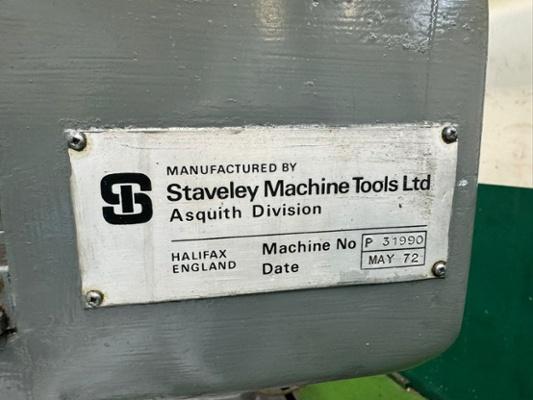 MANUFACTURED BY
Staveley Machine Tools Ltd
Asquith Division
HALIFAX
ENGLAND
Machine No P 31990
Date MAY 72